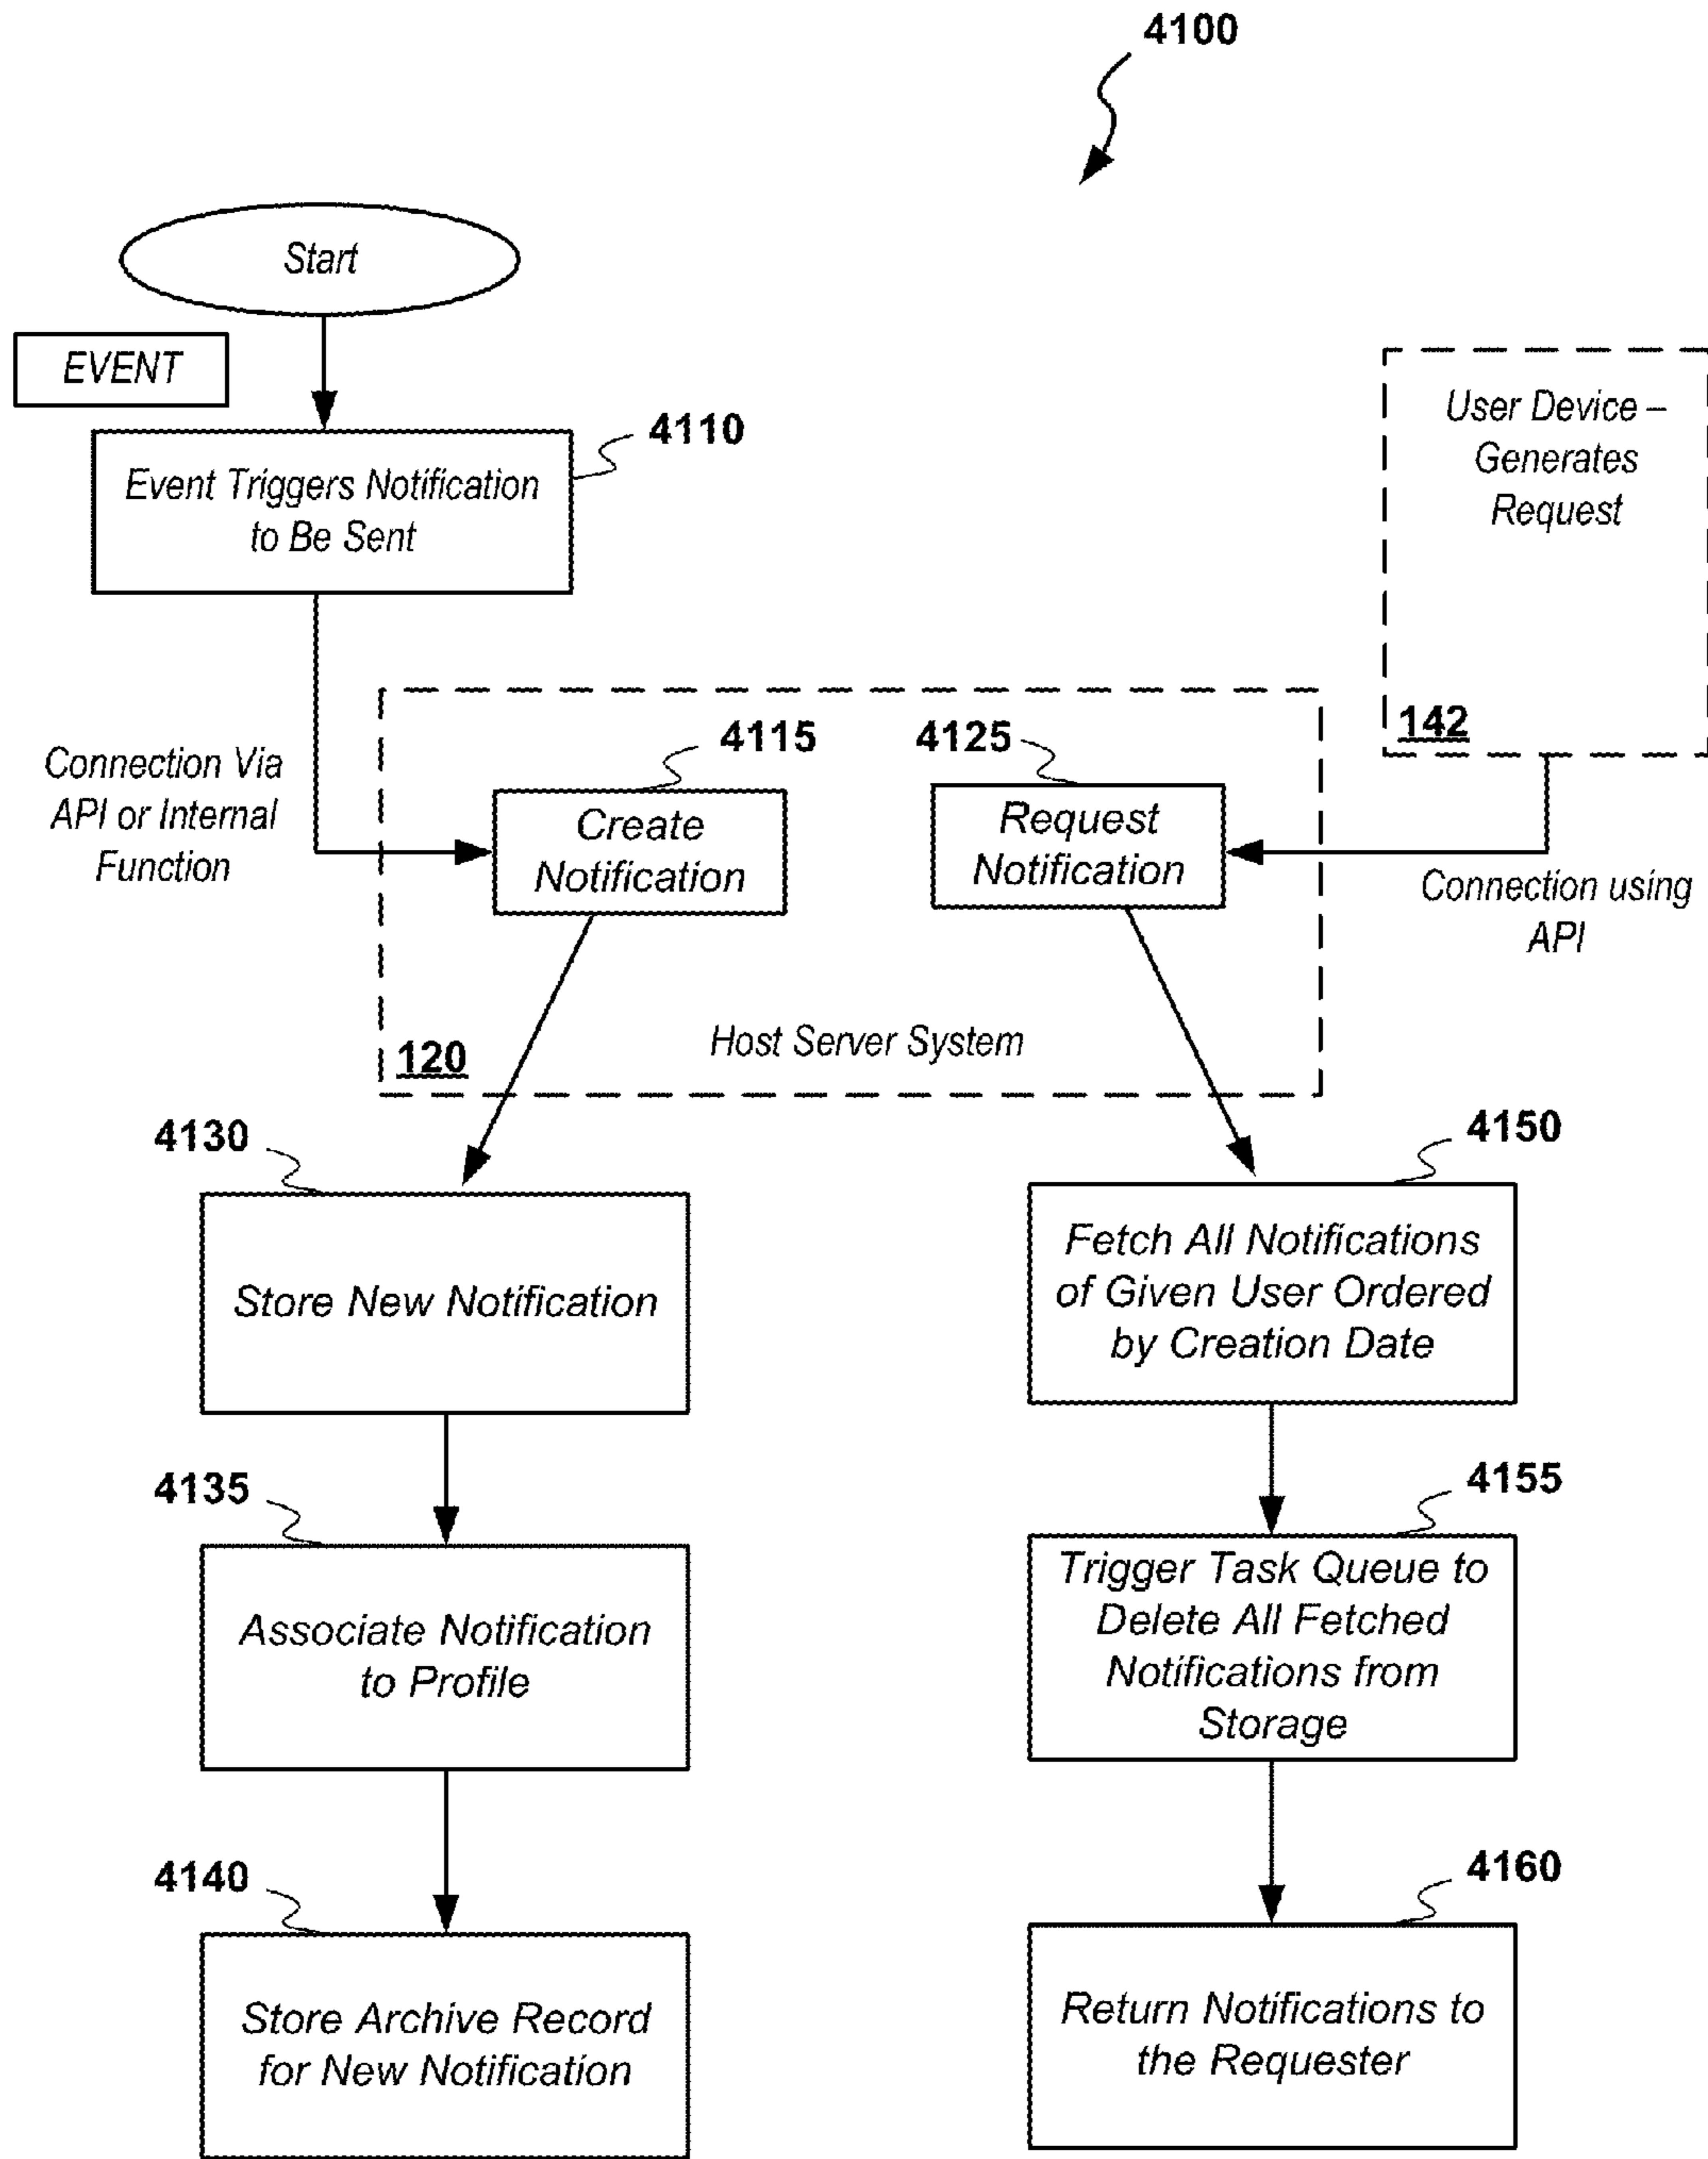 4100
Start
EVENT
4110
Event Triggers Notification
to Be Sent
User Device –
Generates
Request
142
Connection Via
API or Internal
Function
4115
Create
Notification
4125
Request
Notification
Connection using
API
120
Host Server System
4130
Store New Notification
4150
Fetch All Notifications
of Given User Ordered
by Creation Date
4135
Associate Notification
to Profile
4155
Trigger Task Queue to
Delete All Fetched
Notifications from
Storage
4140
Store Archive Record
for New Notification
4160
Return Notifications to
the Requester